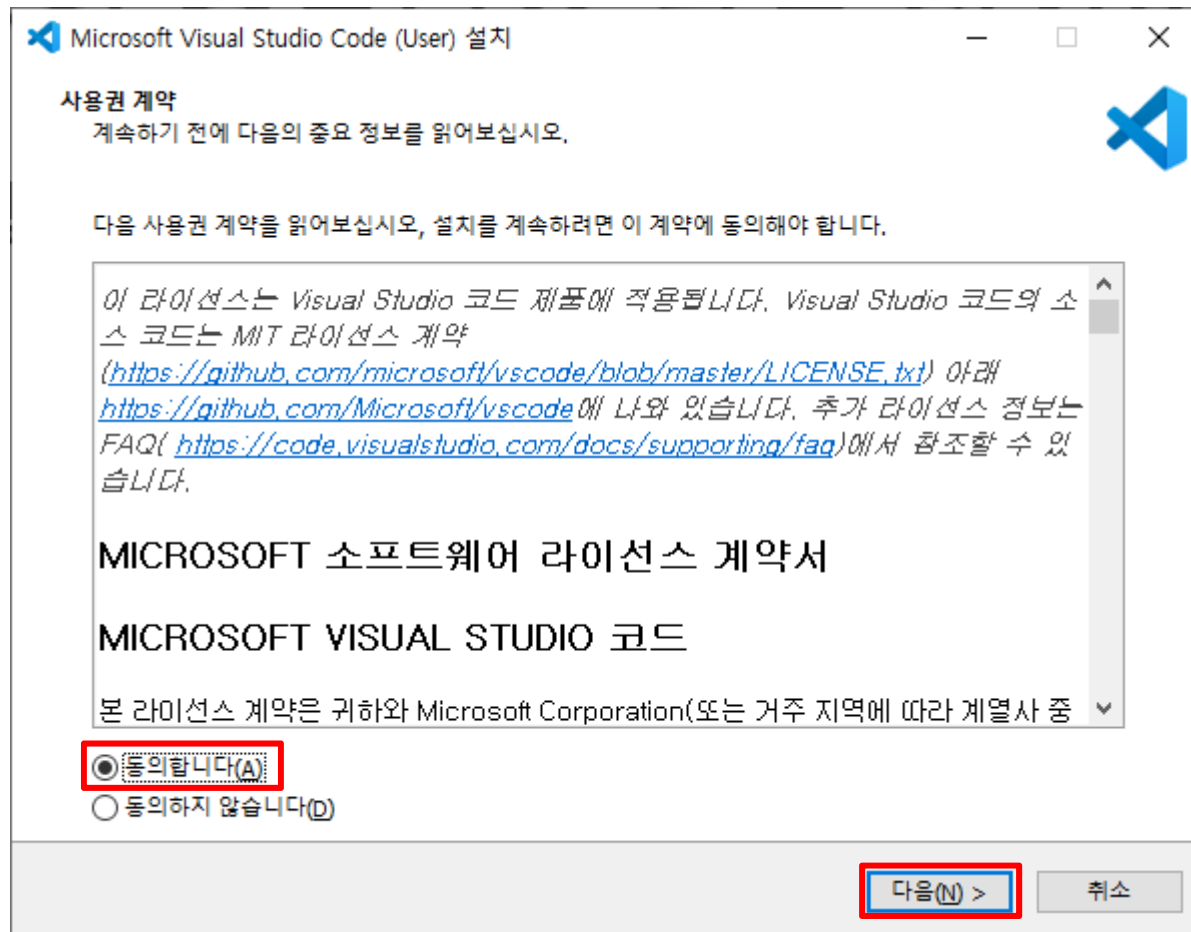 Microsoft Visual Studio Code (User) 설치
사용권 계약
계속하기 전에 다음의 중요 정보를 읽어보십시오.
다음 사용권 계약을 읽어보십시오, 설치를 계속하려면 이 계약에 동의해야 합니다.
이 라이선스는 Visual Studio 코드 제품에 적용됩니다. Visual Studio 코드의 소
스 코드는 MIT 라이선스 계약
(https://github.com/microsoft/vscode/blob/master/LICENSE.txt) 아래
https://github.com/Microsoft/vscode에 나와 있습니다. 추가 라이선스 정보는
FAQ( https://code.visualstudio.com/docs/supporting/faq)에서 참조할 수 있
습니다.
MICROSOFT 소프트웨어 라이선스 계약서
MICROSOFT VISUAL STUDIO 코드
본 라이선스 계약은 귀하와 Microsoft Corporation(또는 거주 지역에 따라 계열사 중
동의합니다(A)
동의하지 않습니다(D)
다음(N) > 취소